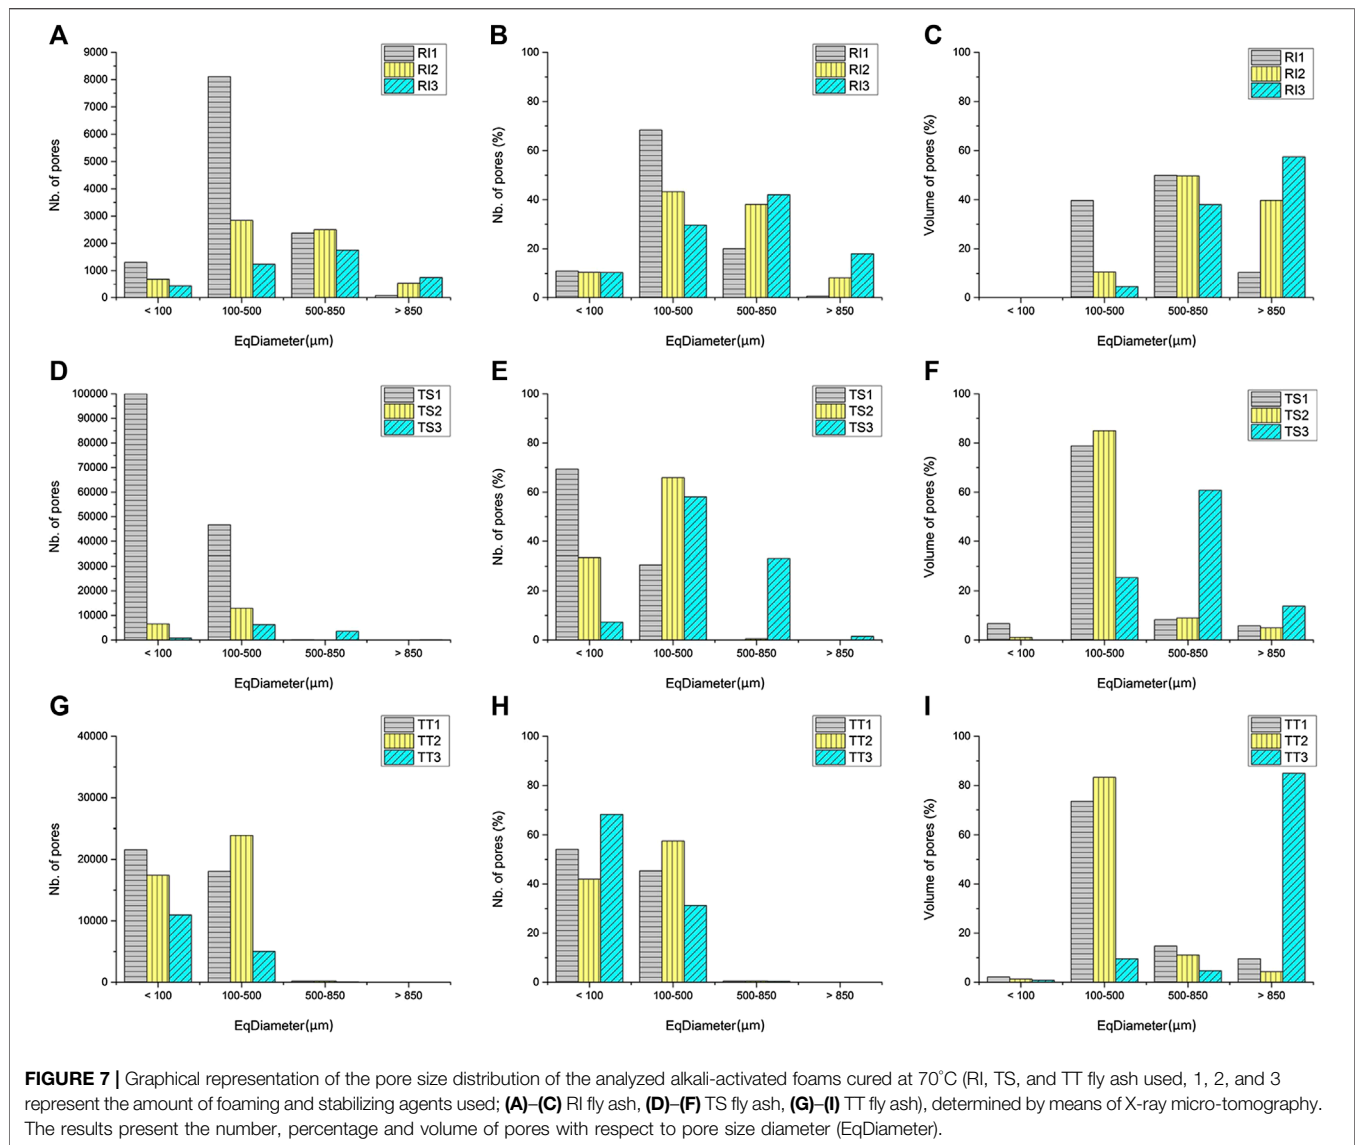 A
9000
8000
7000
6000
5000
4000
3000
2000
1000
0
Nb. of pores
< 100
100-500
500-850
> 850
EqDiameter(µm)
RI1
RI2
RI3
B
100
80
60
40
20
0
Nb. of pores (%)
< 100
100-500
500-850
> 850
EqDiameter(µm)
RI1
RI2
RI3
C
100
80
60
40
20
0
Volume of pores (%)
< 100
100-500
500-850
> 850
EqDiameter(µm)
RI1
RI2
RI3
D
100000
90000
80000
70000
60000
50000
40000
30000
20000
10000
0
Nb. of pores
< 100
100-500
500-850
> 850
EqDiameter(µm)
TS1
TS2
TS3
E
100
80
60
40
20
0
Nb. of pores (%)
< 100
100-500
500-850
> 850
EqDiameter(µm)
TS1
TS2
TS3
F
100
80
60
40
20
0
Volume of pores (%)
< 100
100-500
500-850
> 850
EqDiameter(µm)
TS1
TS2
TS3
G
40000
30000
20000
10000
0
Nb. of pores
< 100
100-500
500-850
> 850
EqDiameter(µm)
TT1
TT2
TT3
H
100
80
60
40
20
0
Nb. of pores (%)
< 100
100-500
500-850
> 850
EqDiameter(µm)
TT1
TT2
TT3
I
100
80
60
40
20
0
Volume of pores (%)
< 100
100-500
500-850
> 850
EqDiameter(µm)
TT1
TT2
TT3
FIGURE 7 | Graphical representation of the pore size distribution of the analyzed alkali-activated foams cured at 70°C (RI, TS, and TT fly ash used, 1, 2, and 3
represent the amount of foaming and stabilizing agents used; (A)–(C) RI fly ash, (D)–(F) TS fly ash, (G)–(I) TT fly ash), determined by means of X-ray micro-tomography.
The results present the number, percentage and volume of pores with respect to pore size diameter (EqDiameter).